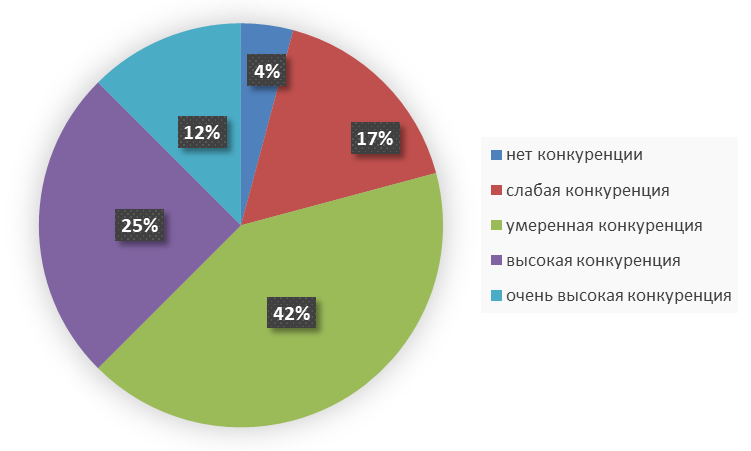 4%
17%
12%
25%
42%
нет конкуренции
слабая конкуренция
умеренная конкуренция
высокая конкуренция
очень высокая конкуренция